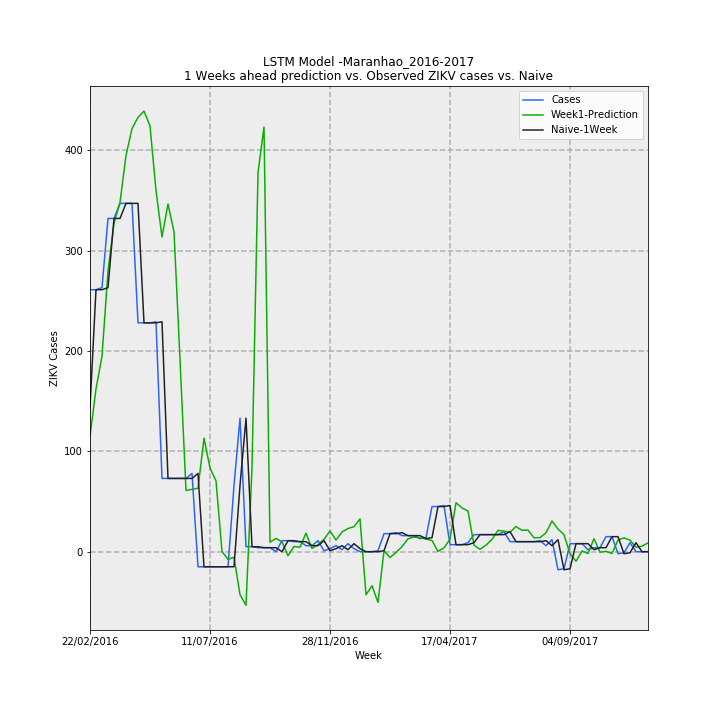 LSTM Model -Maranhao_2016-2017
1 Weeks ahead prediction vs. Observed ZIKV cases vs. Naive
Cases
Week1-Prediction
Naive-1Week
400
300
200
100
0
ZIKV Cases
22/02/2016
11/07/2016
28/11/2016
17/04/2017
04/09/2017
Week